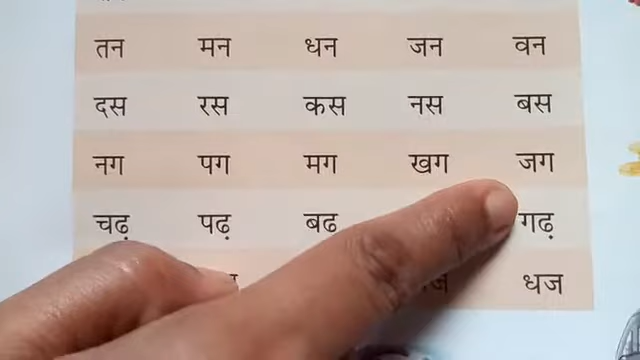 तन मन धन जन वन
दस रस कस नस बस
नग पग मग खग जग
चढ़ पढ़ बढ गढ़
धज